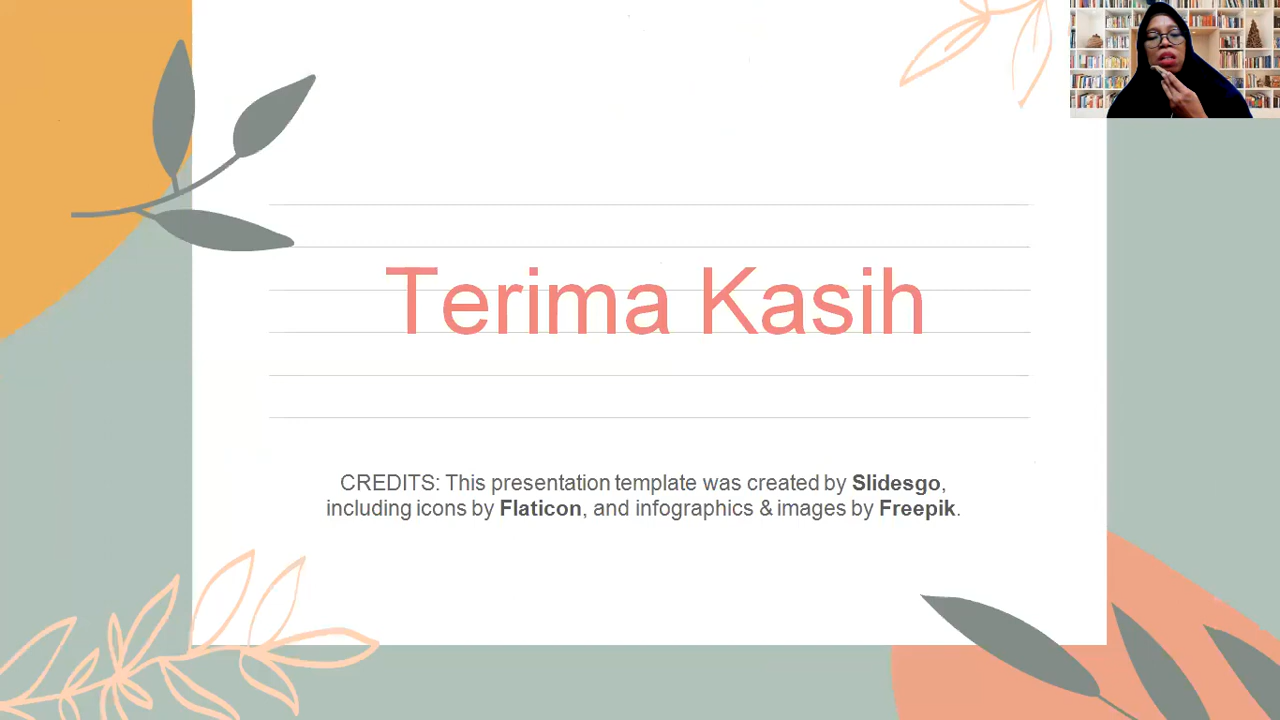 Terima Kasih
CREDITS: This presentation template was created by Slidesgo,
including icons by Flaticon, and infographics & images by Freepik.